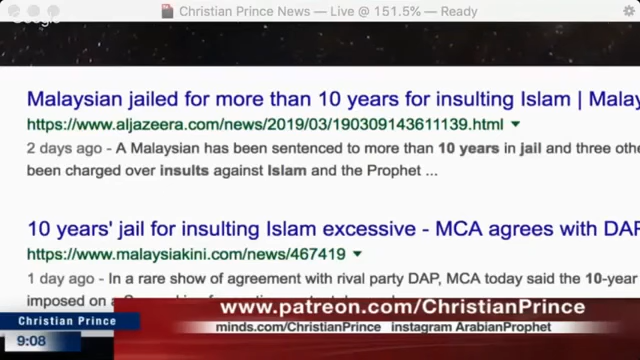 Christian Prince News — Live @ 151.5% — Ready
Google
Malaysian jailed for more than 10 years for insulting Islam | Malay
https://www.aljazeera.com/news/2019/03/190309143611139.html
2 days ago - A Malaysian has been sentenced to more than 10 years in jail and three othe
been charged over insults against Islam and the Prophet ...
10 years' jail for insulting Islam excessive - MCA agrees with DAP
https://www.malaysiakini.com/news/467419
1 day ago - In a rare show of agreement with rival party DAP, MCA today said the 10-year
imposed on a
www.patreon.com/ChristianPrince
Christian Prince
minds.com/ChristianPrince instagram ArabianProphet
9:08